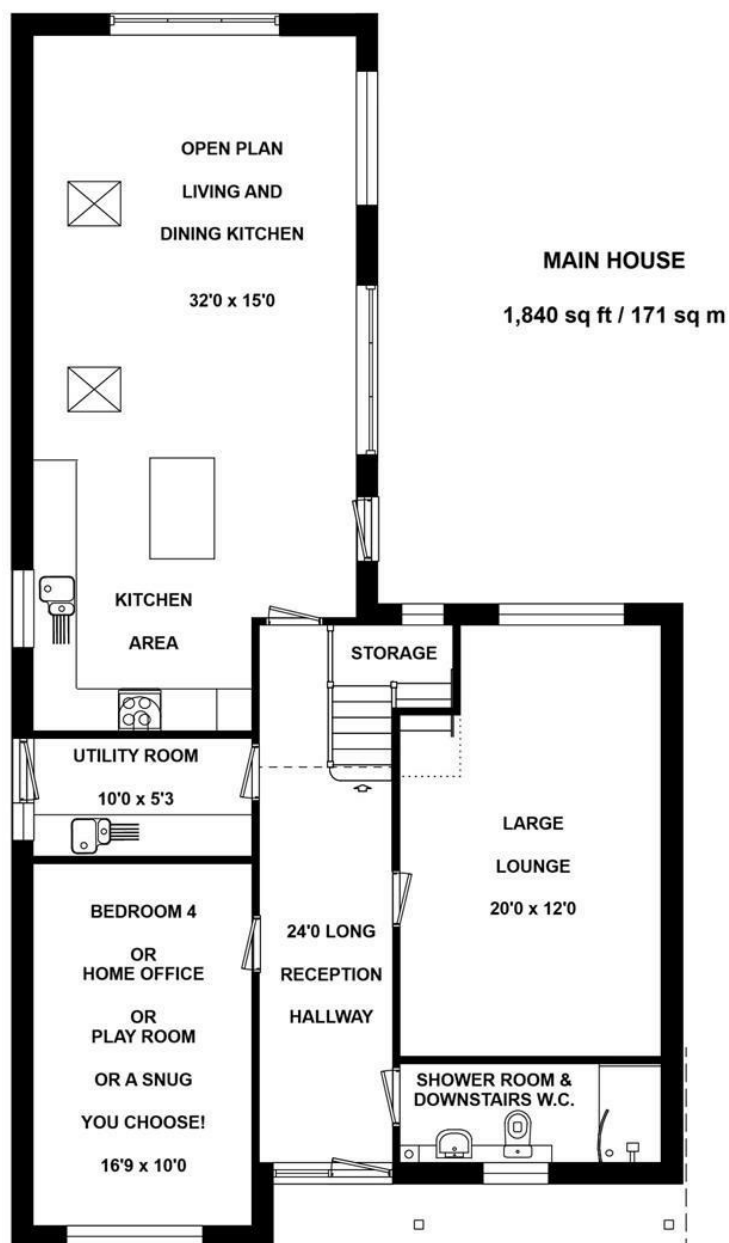 OPEN PLAN
LIVING AND
DINING KITCHEN
32'0 x 15'0
MAIN HOUSE
1,840 sq ft / 171 sq m
KITCHEN
AREA
STORAGE
UTILITY ROOM
10'0 x 5'3
LARGE
LOUNGE
20'0 x 12'0
BEDROOM 4
OR
HOME OFFICE
OR
PLAY ROOM
OR A SNUG
YOU CHOOSE!
16'9 x 10'0
24'0 LONG
RECEPTION
HALLWAY
SHOWER ROOM &
DOWNSTAIRS W.C.